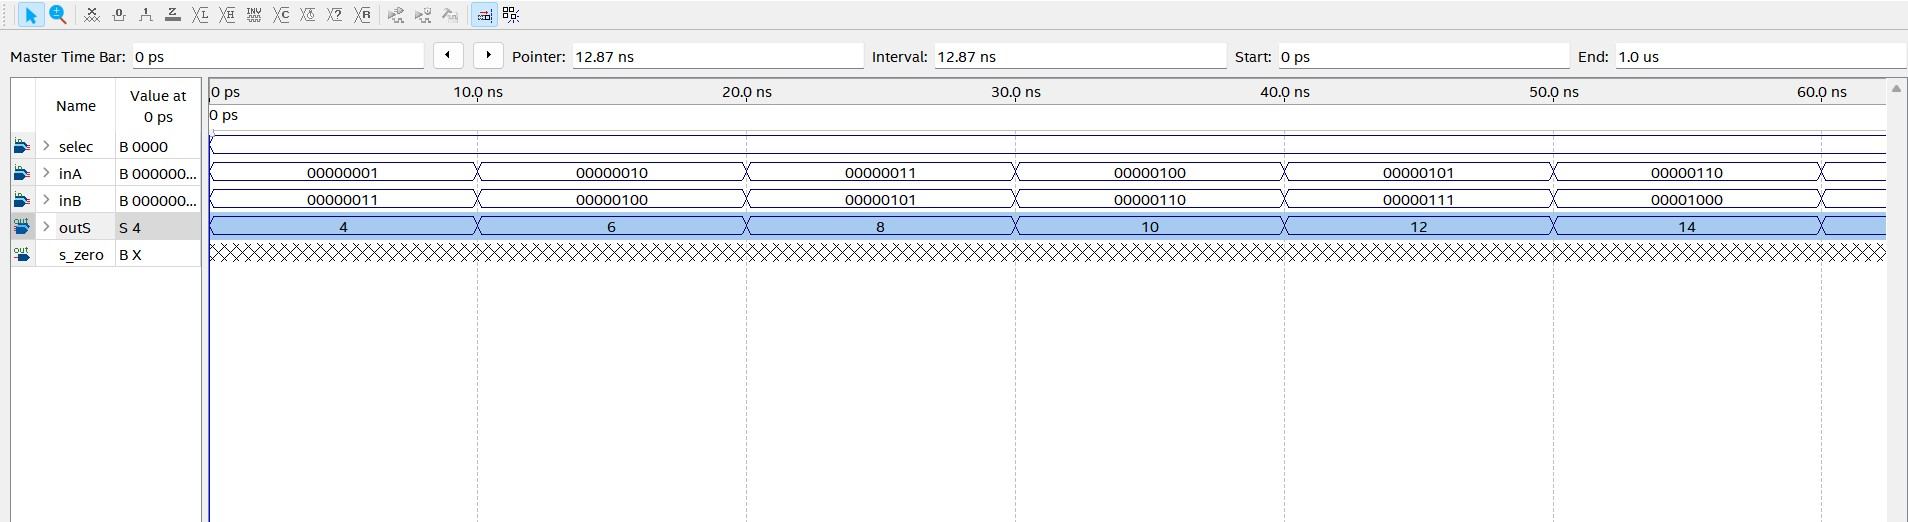 Master Time Bar: 0 ps Pointer: 12.87 ns Interval: 12.87 ns Start: 0 ps End: 1.0 us
Name Value at 0 ps
0 ps 10.0 ns 20.0 ns 30.0 ns 40.0 ns 50.0 ns 60.0 ns
0 ps
selec B 0000
inA B 000000... 00000001 00000010 00000011 00000100 00000101 00000110
inB B 000000... 00000011 00000100 00000101 00000110 00000111 00001000
outS S 4 4 6 8 10 12 14
s_zero B X